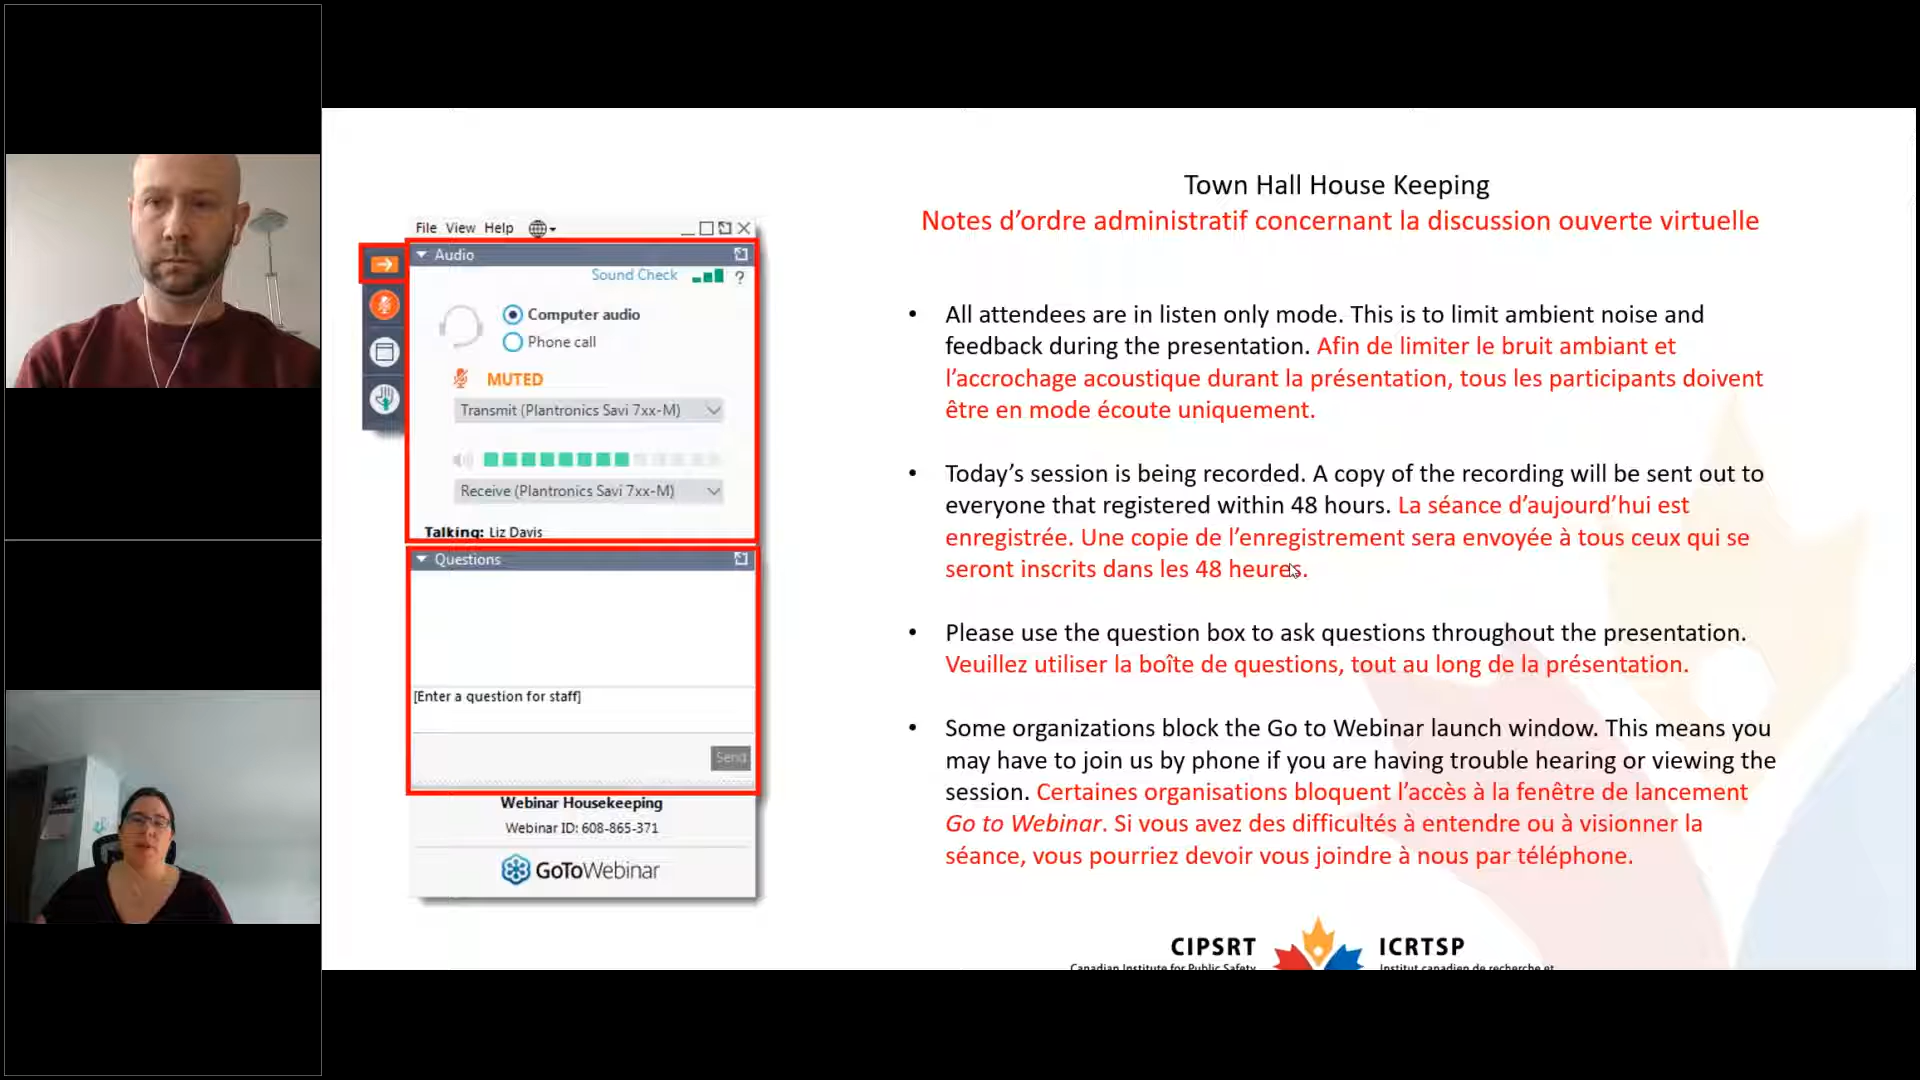 File View Help
Audio
Sound Check
?
Computer audio
Phone call
MUTED
Transmit (Plantronics Savi 7xx-M)
Receive (Plantronics Savi 7xx-M)
Talking: Liz Davis
Questions
[Enter a question for staff]
Send
Webinar Housekeeping
Webinar ID: 608-865-371
GoToWebinar
Town Hall House Keeping
Notes d’ordre administratif concernant la discussion ouverte virtuelle
• All attendees are in listen only mode. This is to limit ambient noise and
feedback during the presentation. Afin de limiter le bruit ambiant et
l’accrochage acoustique durant la présentation, tous les participants doivent
être en mode écoute uniquement.
• Today’s session is being recorded. A copy of the recording will be sent out to
everyone that registered within 48 hours. La séance d’aujourd’hui est
enregistrée. Une copie de l’enregistrement sera envoyée à tous ceux qui se
seront inscrits dans les 48 heures.
• Please use the question box to ask questions throughout the presentation.
Veuillez utiliser la boîte de questions, tout au long de la présentation.
• Some organizations block the Go to Webinar launch window. This means you
may have to join us by phone if you are having trouble hearing or viewing the
session. Certaines organisations bloquent l’accès à la fenêtre de lancement
Go to Webinar. Si vous avez des difficultés à entendre ou à visionner la
séance, vous pourriez devoir vous joindre à nous par téléphone.
CIPSRT ICRTSP
Canadian Institute for Public Safety Institut canadien de recherche et